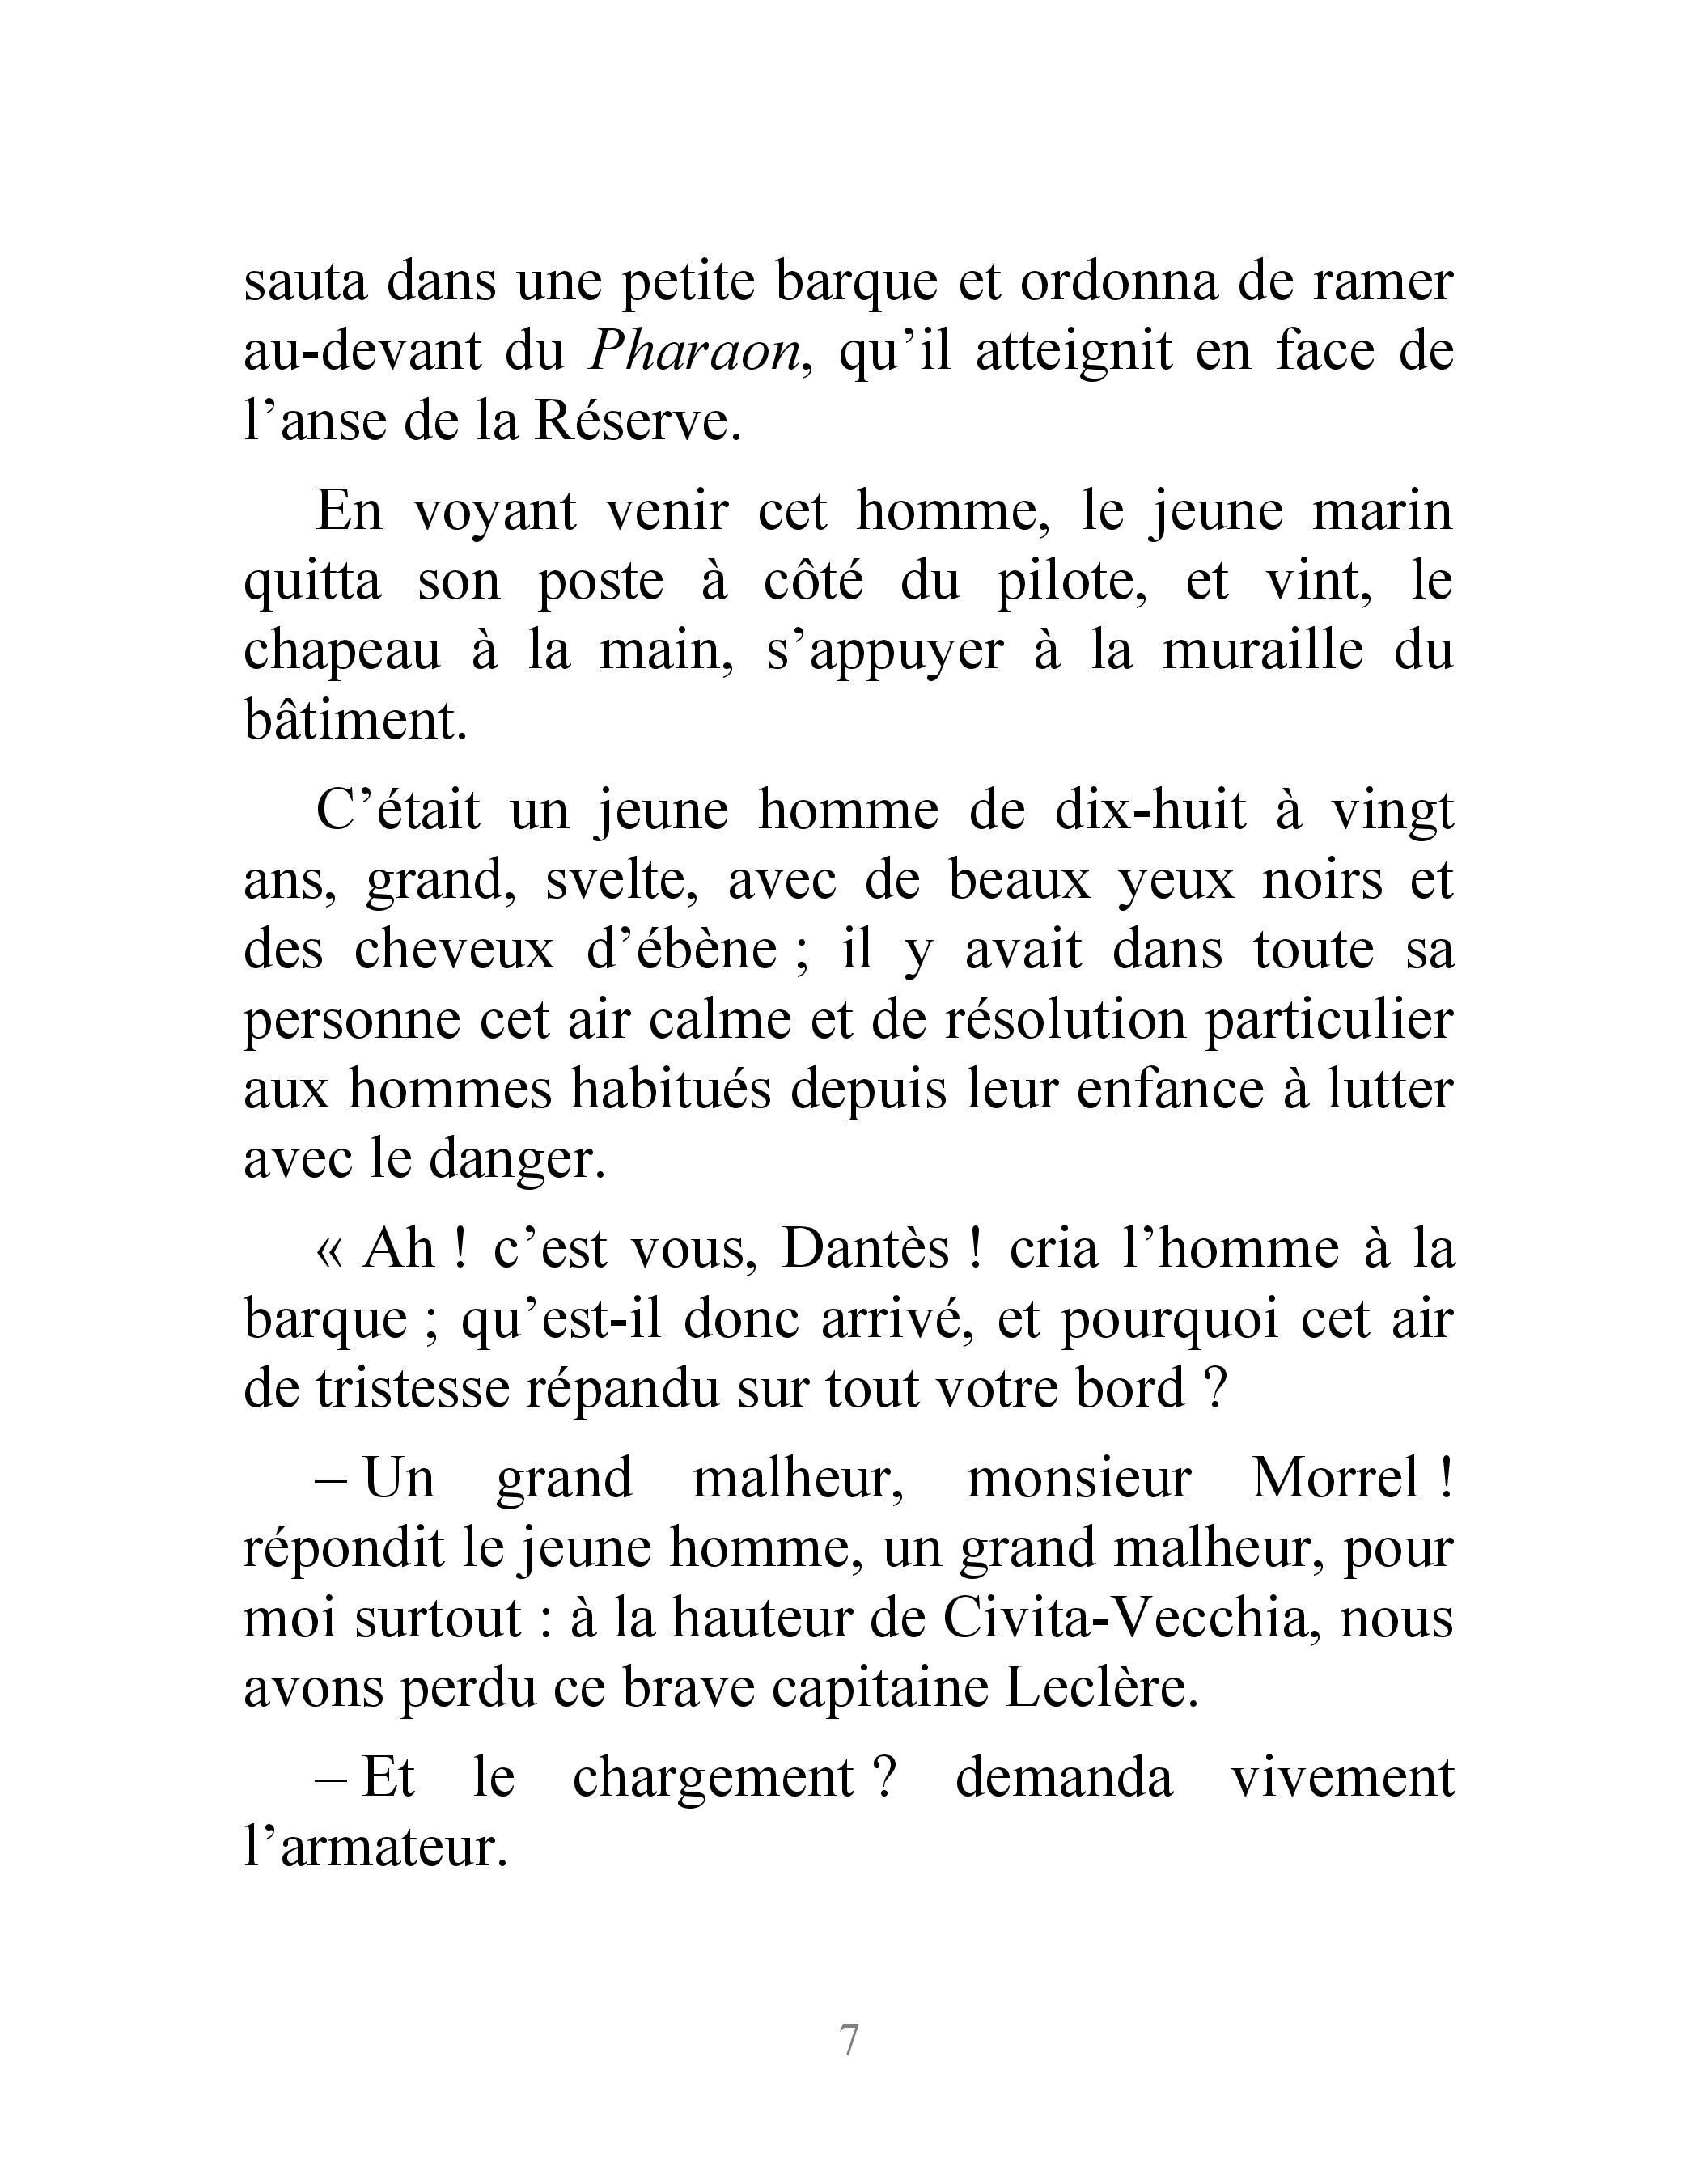 sauta dans une petite barque et ordonna de ramer
au-devant du Pharaon, qu’il atteignit en face de
l’anse de la Réserve.
En voyant venir cet homme, le jeune marin
quitta son poste à côté du pilote, et vint, le
chapeau à la main, s’appuyer à la muraille du
bâtiment.
C’était un jeune homme de dix-huit à vingt
ans, grand, svelte, avec de beaux yeux noirs et
des cheveux d’ébène ; il y avait dans toute sa
personne cet air calme et de résolution particulier
aux hommes habitués depuis leur enfance à lutter
avec le danger.
« Ah ! c’est vous, Dantès ! cria l’homme à la
barque ; qu’est-il donc arrivé, et pourquoi cet air
de tristesse répandu sur tout votre bord ?
– Un grand malheur, monsieur Morrel !
répondit le jeune homme, un grand malheur, pour
moi surtout : à la hauteur de Civita-Vecchia, nous
avons perdu ce brave capitaine Leclère.
– Et le chargement ? demanda vivement
l’armateur.
7